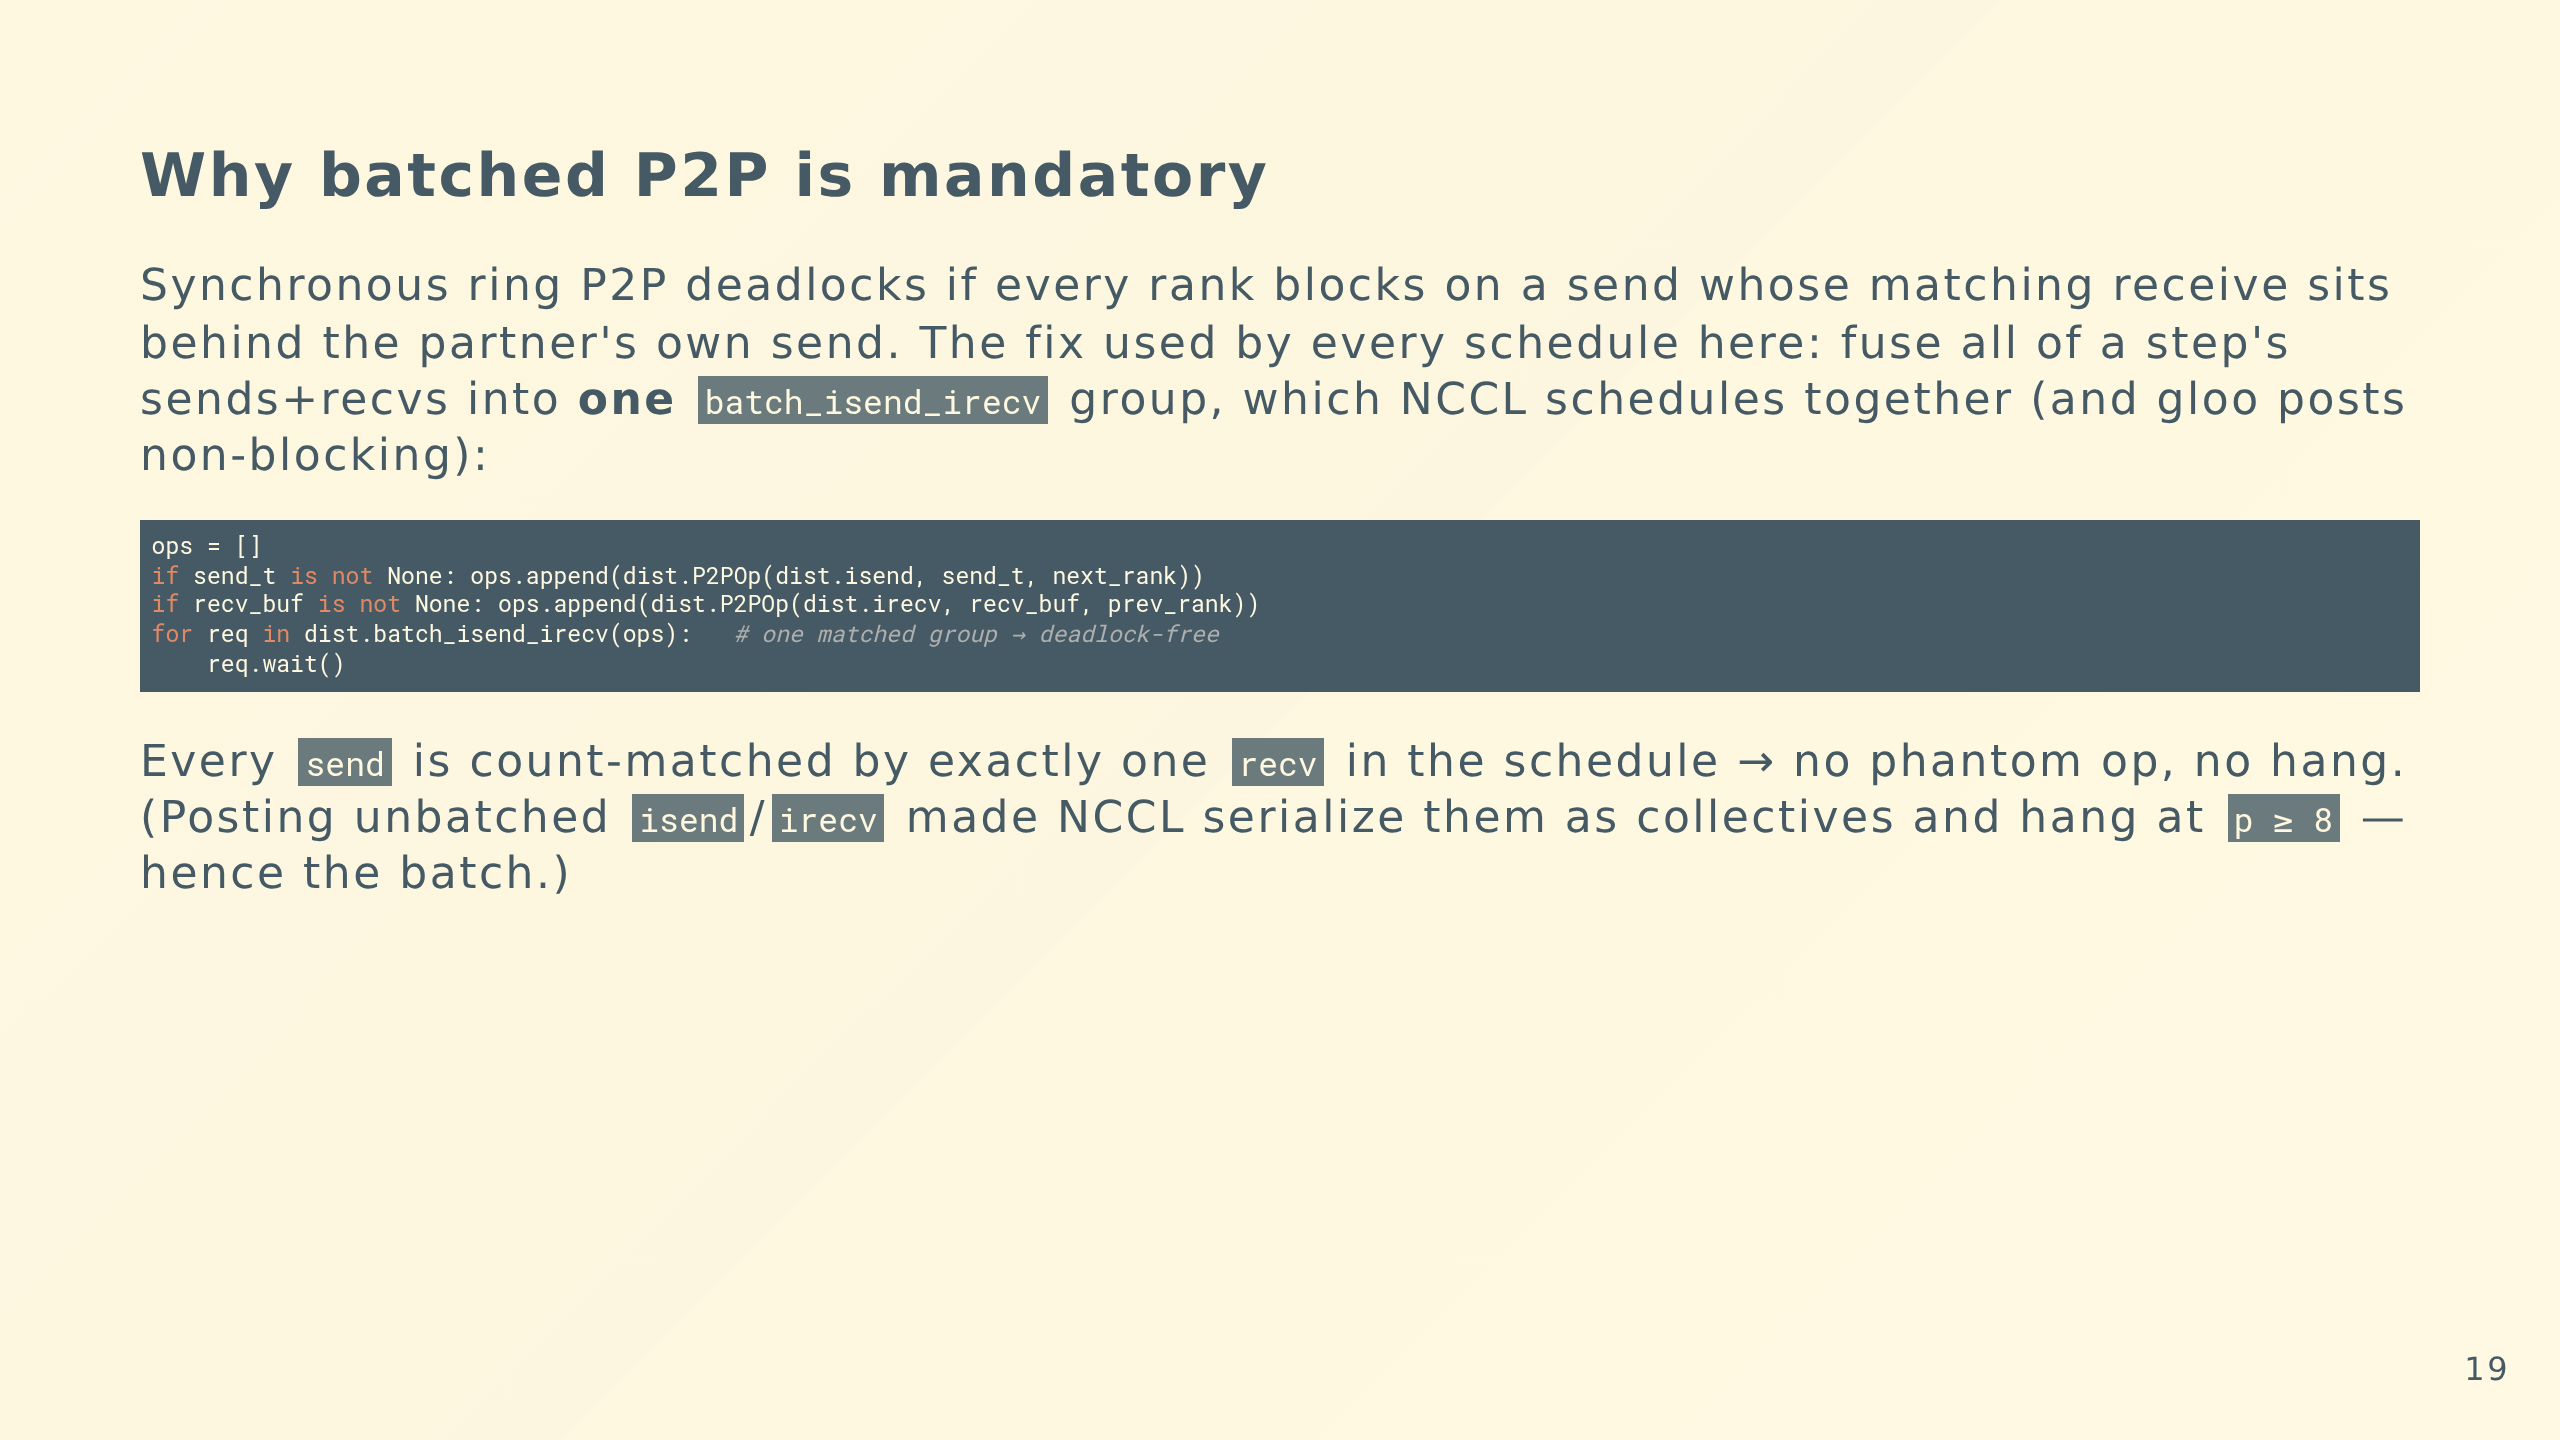 Why batched P2P is mandatory
Synchronous ring P2P deadlocks if every rank blocks on a send whose matching receive sits
behind the partner's own send. The fix used by every schedule here: fuse all of a step's
sends+recvs into one batch_isend_irecv group, which NCCL schedules together (and gloo posts
non-blocking):
ops = []
if send_t is not None: ops.append(dist.P2POp(dist.isend, send_t, next_rank))
if recv_buf is not None: ops.append(dist.P2POp(dist.irecv, recv_buf, prev_rank))
for req in dist.batch_isend_irecv(ops):   # one matched group → deadlock-free
    req.wait()
Every send is count-matched by exactly one recv in the schedule → no phantom op, no hang.
(Posting unbatched isend/irecv made NCCL serialize them as collectives and hang at p ≥ 8 —
hence the batch.)
19